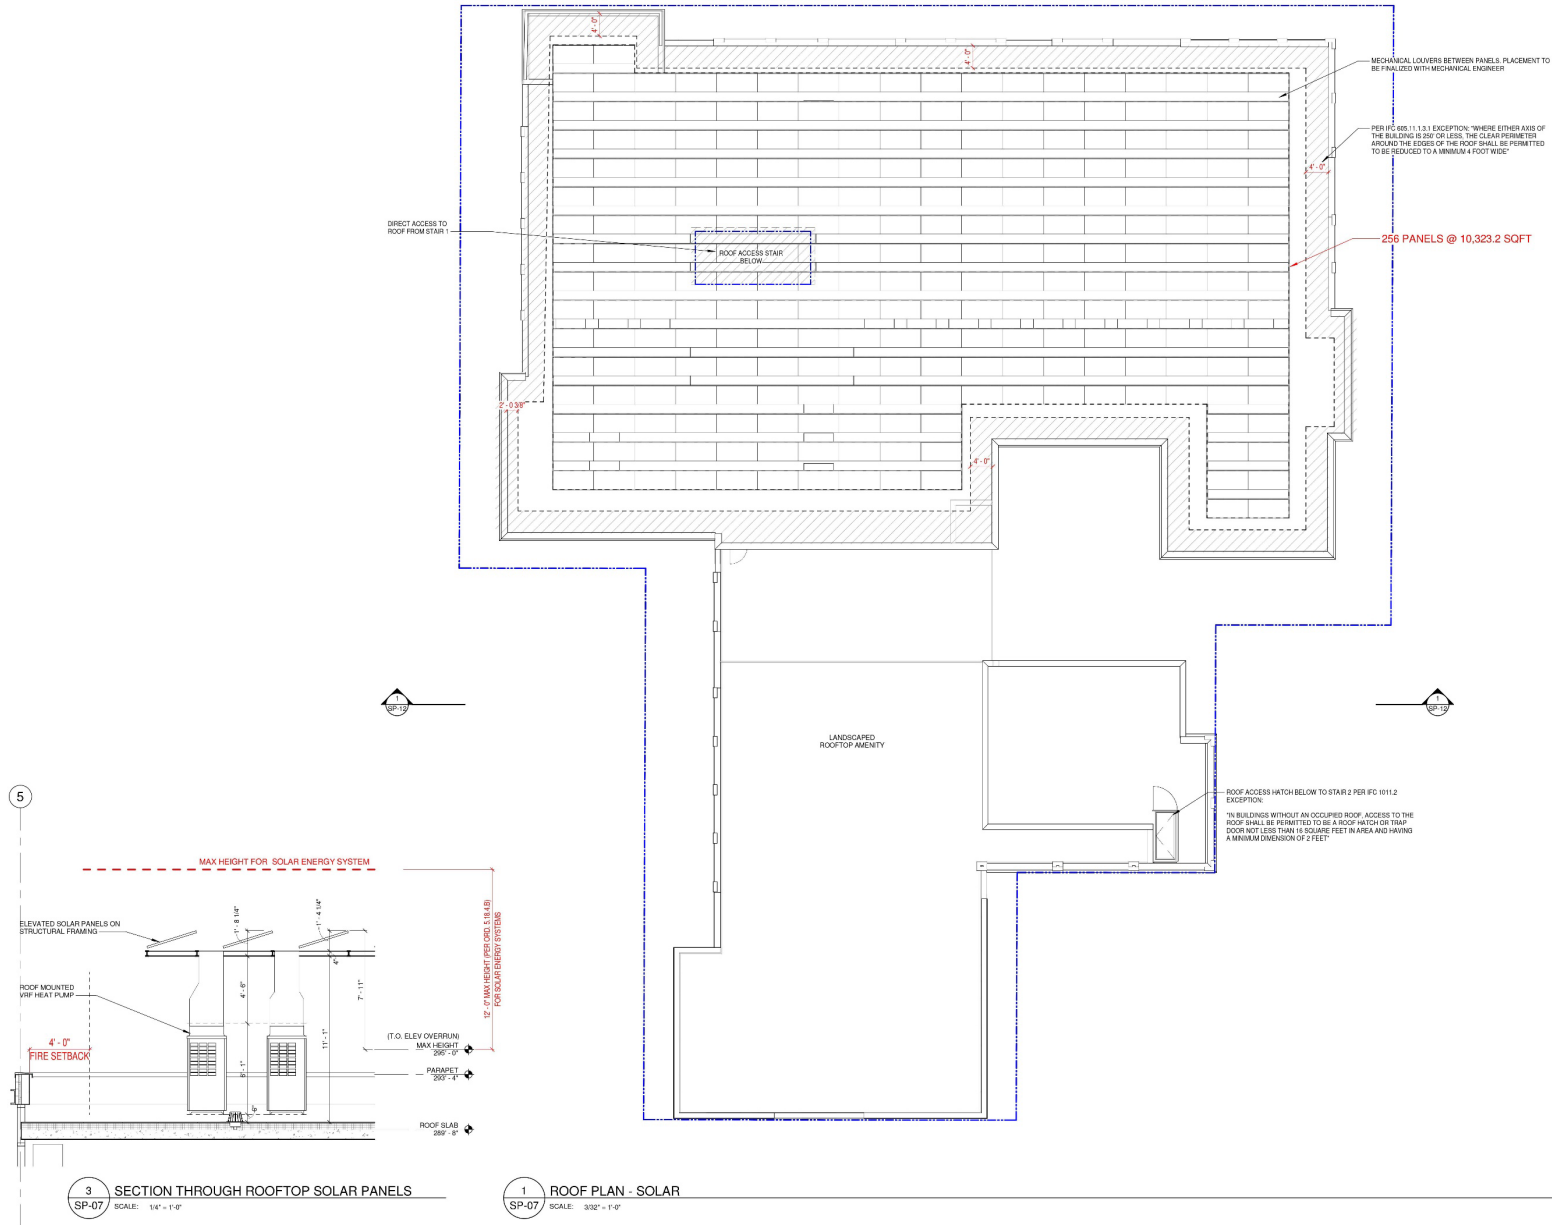 4' - 0"
4' - 0"
MECHANICAL LOUVERS BETWEEN PANELS. PLACEMENT TO
BE FINALIZED WITH MECHANICAL ENGINEER
PER IFC 605.11.1.3.1 EXCEPTION: "WHERE EITHER AXIS OF
THE BUILDING IS 250' OR LESS, THE CLEAR PERIMETER
AROUND THE EDGES OF THE ROOF SHALL BE PERMITTED
TO BE REDUCED TO A MINIMUM 4 FOOT WIDE"
4' - 0"
DIRECT ACCESS TO
ROOF FROM STAIR 1
ROOF ACCESS STAIR
BELOW
256 PANELS @ 10,323.2 SQFT
2' - 0 3/8"
4' - 0"
1
SP-12
1
SP-12
LANDSCAPED
ROOFTOP AMENITY
ROOF ACCESS HATCH BELOW TO STAIR 2 PER IFC 1011.2
EXCEPTION:
"IN BUILDINGS WITHOUT AN OCCUPIED ROOF, ACCESS TO THE
ROOF SHALL BE PERMITTED TO BE A ROOF HATCH OR TRAP
DOOR NOT LESS THAN 16 SQUARE FEET IN AREA AND HAVING
A MINIMUM DIMENSION OF 2 FEET"
5
MAX HEIGHT FOR SOLAR ENERGY SYSTEM
ELEVATED SOLAR PANELS ON
STRUCTURAL FRAMING
1' - 8 1/4"
1' - 4 1/4"
4"
ROOF MOUNTED
VRF HEAT PUMP
4' - 6"
7' - 11"
12' - 0" MAX HEIGHT (PER ORD. 5.18.4.B)
FOR SOLAR ENERGY SYSTEMS
4' - 0"
FIRE SETBACK
11' - 1"
6' - 1"
6"
(T.O. ELEV OVERRUN)
MAX HEIGHT
295' - 0"
PARAPET
293' - 4"
ROOF SLAB
289' - 8"
3
SP-07
SECTION THROUGH ROOFTOP SOLAR PANELS
SCALE: 1/4" = 1'-0"
1
SP-07
ROOF PLAN - SOLAR
SCALE: 3/32" = 1'-0"